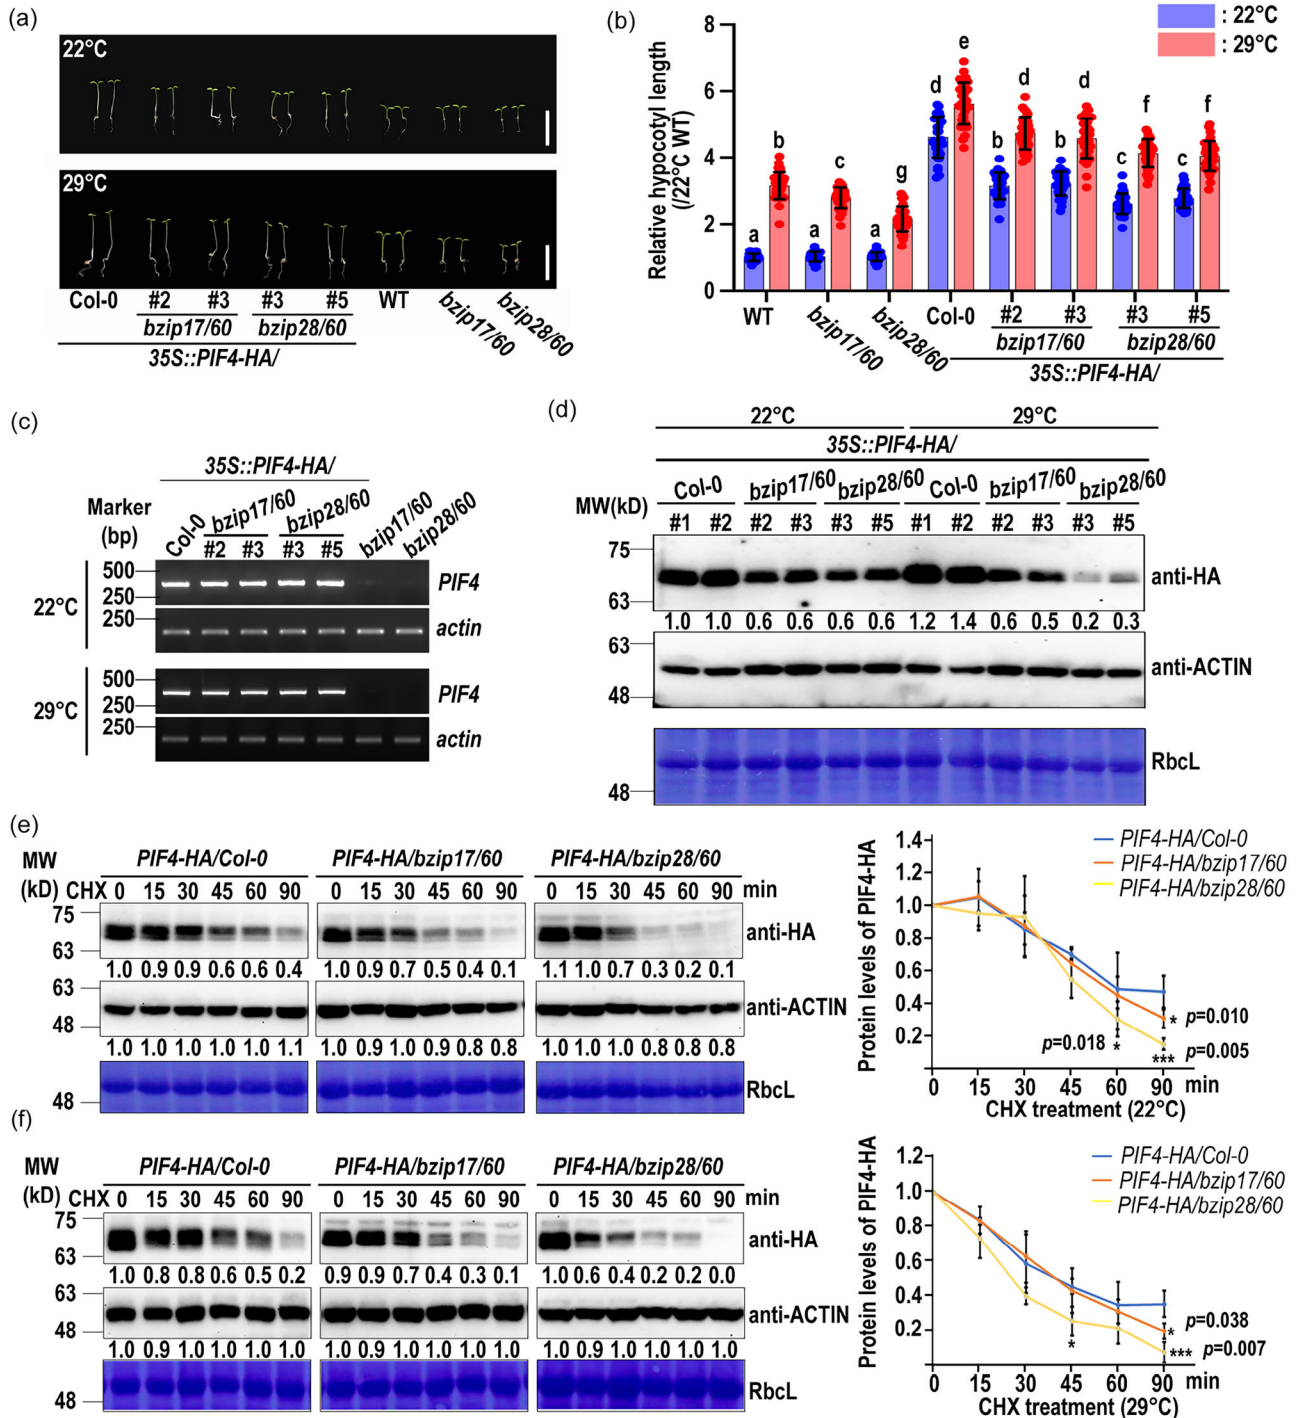 (a)
22°C
29°C
Col-0 #2 #3 #3 #5 WT bzip17/60 bzip28/60
bzip17/60 bzip28/60
35S::PIF4-HA/
(b)
: 22°C
: 29°C
Relative hypocotyl length
(/22°C WT)
8
6
4
2
0
a b a c a g d e b d b d c f c f
WT bzip17/60 bzip28/60 Col-0 #2 #3 #3 #5
bzip17/60 bzip28/60
35S::PIF4-HA/
(c)
35S::PIF4-HA/
Marker
(bp)
Col-0 bzip17/60 bzip28/60 bzip17/60 bzip28/60
#2 #3 #3 #5
22°C
500
250
PIF4
250
actin
29°C
500
250
PIF4
250
actin
(d)
22°C 29°C
35S::PIF4-HA/
Col-0 bzip17/60 bzip28/60 Col-0 bzip17/60 bzip28/60
MW(kD)
#1 #2 #2 #3 #3 #5 #1 #2 #2 #3 #3 #5
75
63
anti-HA
1.0 1.0 0.6 0.6 0.6 0.6 1.2 1.4 0.6 0.5 0.2 0.3
63
48
anti-ACTIN
48
RbcL
(e)
MW
(kD)
PIF4-HA/Col-0 PIF4-HA/bzip17/60 PIF4-HA/bzip28/60
CHX 0 15 30 45 60 90 0 15 30 45 60 90 0 15 30 45 60 90 min
75
63
anti-HA
1.0 0.9 0.9 0.6 0.6 0.4 1.0 0.9 0.7 0.5 0.4 0.1 1.1 1.0 0.7 0.3 0.2 0.1
63
48
anti-ACTIN
1.0 1.0 1.0 1.0 1.0 1.1 1.0 0.9 1.0 0.9 0.8 0.8 1.0 1.0 1.0 0.8 0.8 0.8
48
RbcL
Protein levels of PIF4-HA
1.4
1.2
1.0
0.8
0.6
0.4
0.2
PIF4-HA/Col-0
PIF4-HA/bzip17/60
PIF4-HA/bzip28/60
* p=0.010
p=0.018 *
*** p=0.005
0 15 30 45 60 90 min
CHX treatment (22°C)
(f)
MW
(kD)
PIF4-HA/Col-0 PIF4-HA/bzip17/60 PIF4-HA/bzip28/60
CHX 0 15 30 45 60 90 0 15 30 45 60 90 0 15 30 45 60 90 min
75
63
anti-HA
1.0 0.8 0.8 0.6 0.5 0.2 0.9 0.9 0.7 0.4 0.3 0.1 1.0 0.6 0.4 0.2 0.2 0.0
63
48
anti-ACTIN
1.0 0.9 1.0 1.0 1.0 1.0 1.0 1.0 1.0 1.0 1.0 1.0 1.0 0.9 1.0 1.0 1.0 1.0
48
RbcL
Protein levels of PIF4-HA
1.2
1.0
0.8
0.6
0.4
0.2
PIF4-HA/Col-0
PIF4-HA/bzip17/60
PIF4-HA/bzip28/60
p=0.038
*
*
*** p=0.007
0 15 30 45 60 90 min
CHX treatment (29°C)